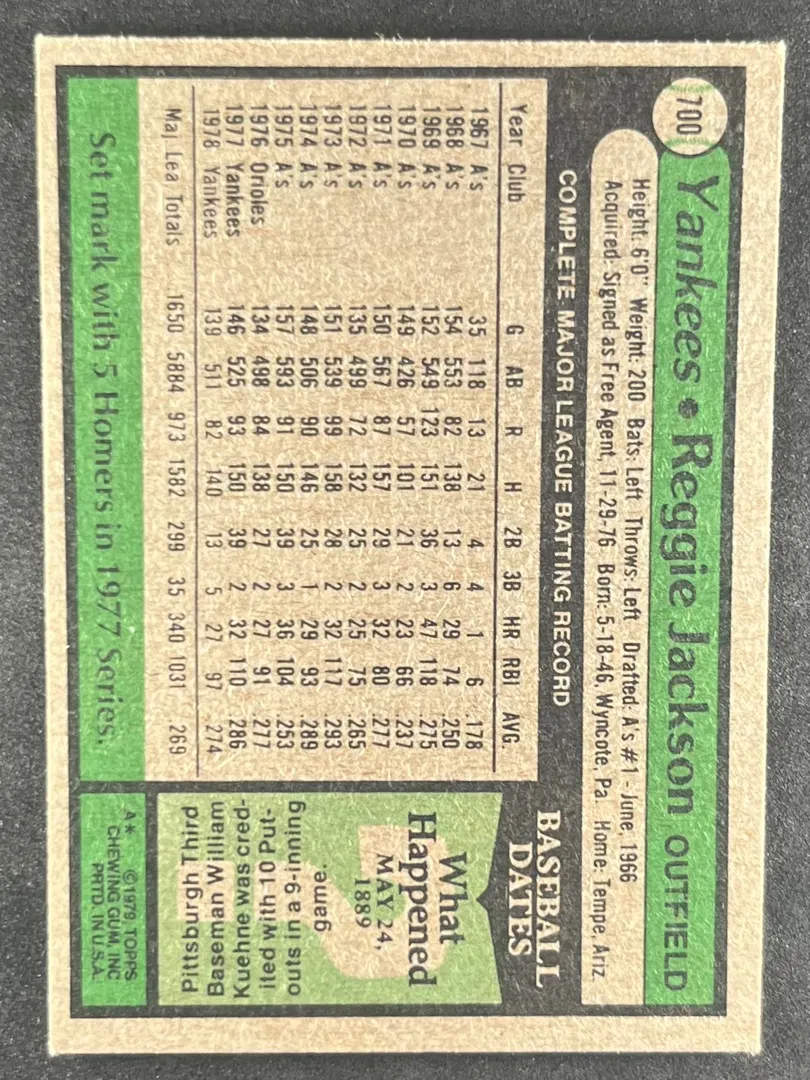 700
Yankees • Reggie Jackson OUTFIELD
Height: 6'0" Weight: 200 Bats: Left Throws: Left Drafted: A's #1 - June, 1966
Acquired: Signed as Free Agent, 11-29-76 Born: 5-18-46, Wyncote, Pa. Home: Tempe, Ariz.
COMPLETE MAJOR LEAGUE BATTING RECORD
Year Club G AB R H 2B 3B HR RBI AVG.
1967 A's 35 118 13 21 4 4 1 6 .178
1968 A's 154 553 82 138 13 6 29 74 .250
1969 A's 152 549 123 151 36 3 47 118 .275
1970 A's 149 426 57 101 21 2 23 66 .237
1971 A's 150 567 87 157 29 3 32 80 .277
1972 A's 135 499 72 132 25 2 25 75 .265
1973 A's 151 539 99 158 28 2 32 117 .293
1974 A's 148 506 90 146 25 1 29 93 .289
1975 A's 157 593 91 150 39 3 36 104 .253
1976 Orioles 134 498 84 138 27 2 27 91 .277
1977 Yankees 146 525 93 150 39 2 32 110 .286
1978 Yankees 139 511 82 140 13 5 27 97 .274
Maj Lea Totals 1650 5884 973 1582 299 35 340 1031 .269
Set mark with 5 Homers in 1977 Series.
BASEBALL
DATES
What
Happened
MAY 24,
1889
Pittsburgh Third
Baseman William
Kuehne was cred-
ited with 10 Put-
outs in a 9-inning
game.
A* ©1979, TOPPS
CHEWING GUM, INC
PRTD. IN U.S.A.